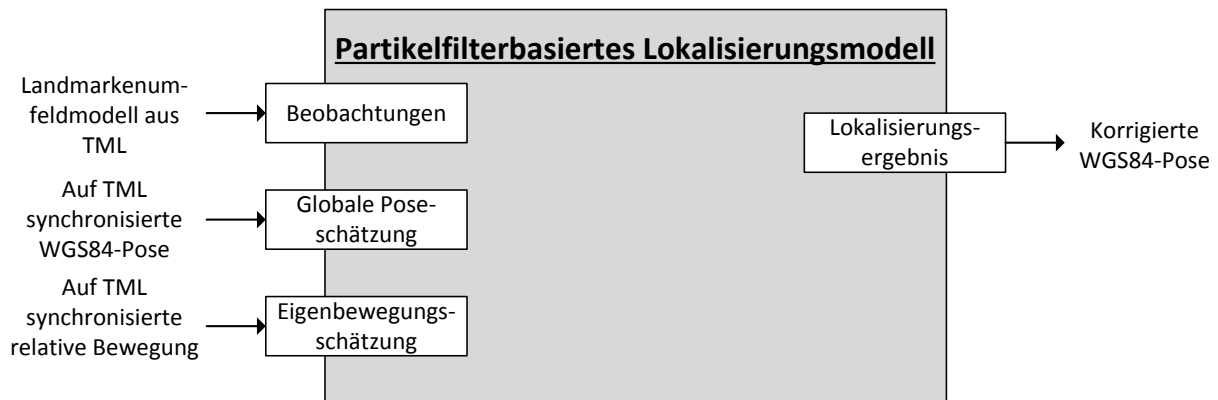 Partikelfilterbasiertes Lokalisierungsmodell
Landmarkenum-
feldmodell aus
TML
Beobachtungen
Auf TML
synchronisierte
WGS84-Pose
Globale Pose-
schätzung
Auf TML
synchronisierte
relative Bewegung
Eigenbewegungs-
schätzung
Lokalisierungs-
ergebnis
Korrigierte
WGS84-Pose